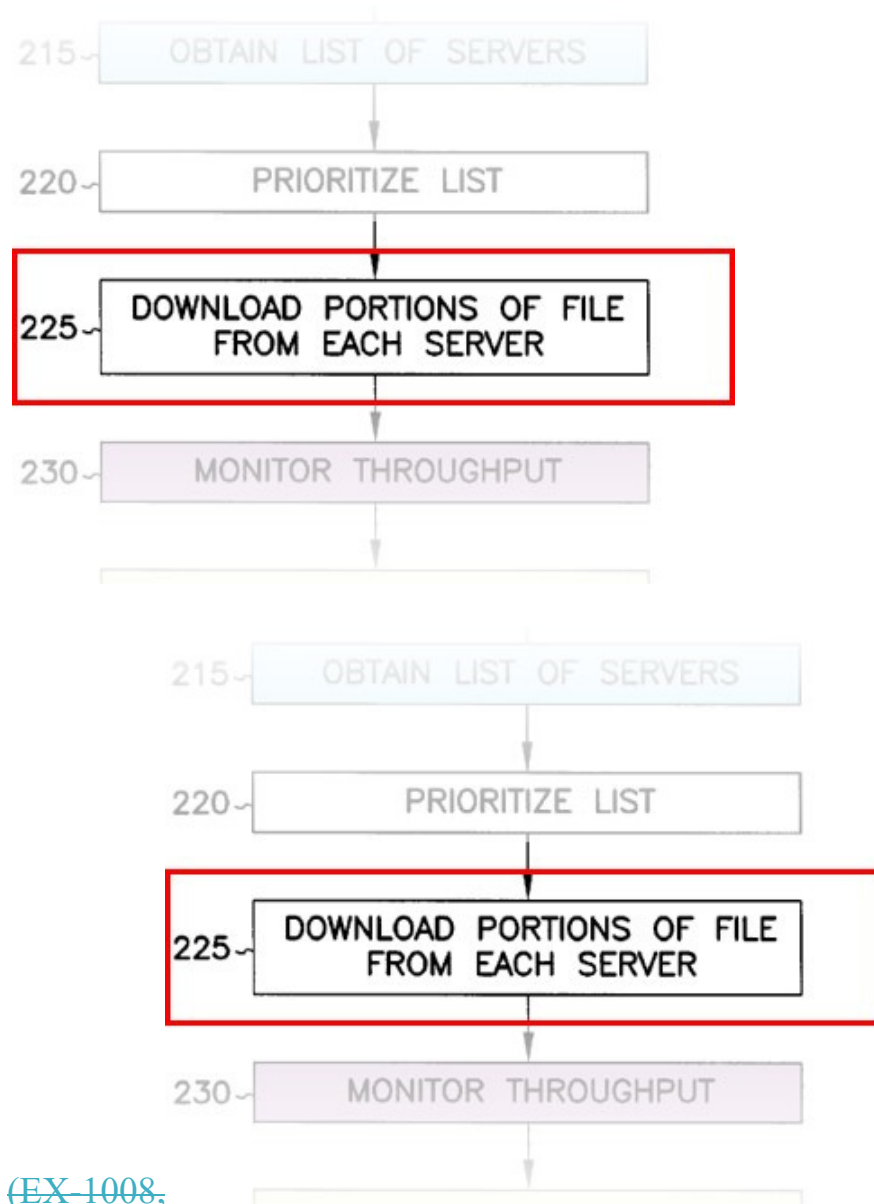 215 OBTAIN LIST OF SERVERS
220 PRIORITIZE LIST
225 DOWNLOAD PORTIONS OF FILE
FROM EACH SERVER
230 MONITOR THROUGHPUT
215 OBTAIN LIST OF SERVERS
220 PRIORITIZE LIST
225 DOWNLOAD PORTIONS OF FILE
FROM EACH SERVER
230 MONITOR THROUGHPUT
(EX-1008,